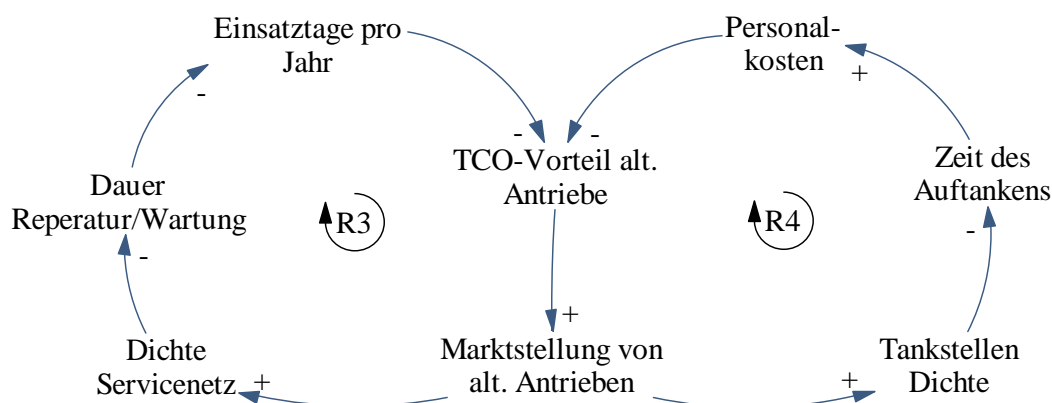 Einsatztage pro
Jahr
Personal-
kosten
-
+
-
-
TCO-Vorteil alt.
Antriebe
Zeit des
Auftankens
Dauer
Reperatur/Wartung
R3
R4
-
-
+
Dichte
Servicenetz
+
Marktstellung von
alt. Antrieben
+
Tankstellen
Dichte